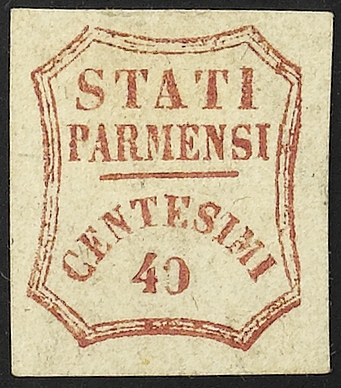 STATI
PARMENSI
CENTESIMI
40